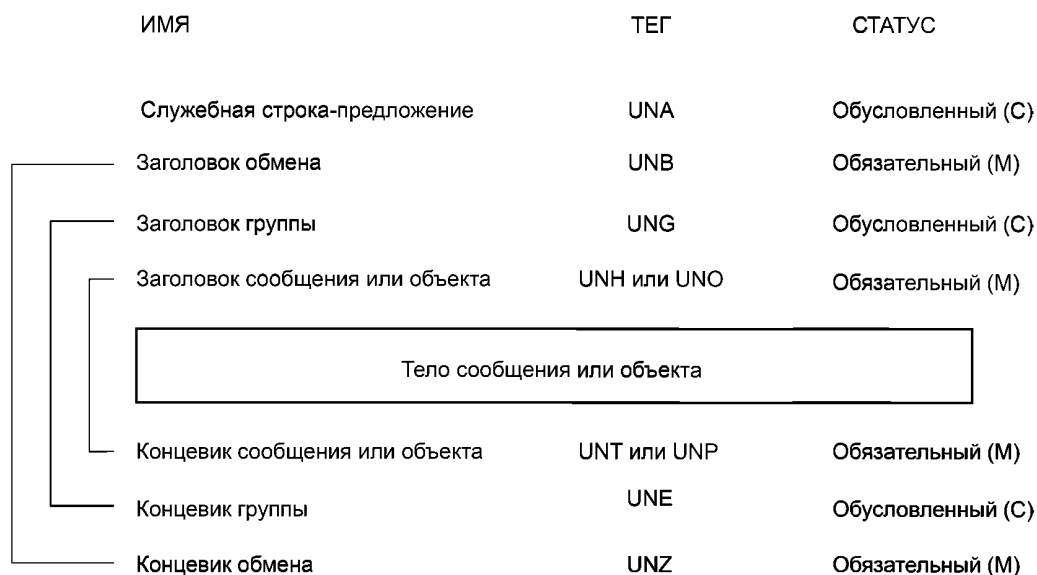 ИМЯ ТЕГ СТАТУС
Служебная строка-предложение UNA Обусловленный (C)
Заголовок обмена UNB Обязательный (M)
Заголовок группы UNG Обусловленный (C)
Заголовок сообщения или объекта UNH или UNO Обязательный (M)
Тело сообщения или объекта
Концевик сообщения или объекта UNT или UNP Обязательный (M)
Концевик группы UNE Обусловленный (C)
Концевик обмена UNZ Обязательный (M)